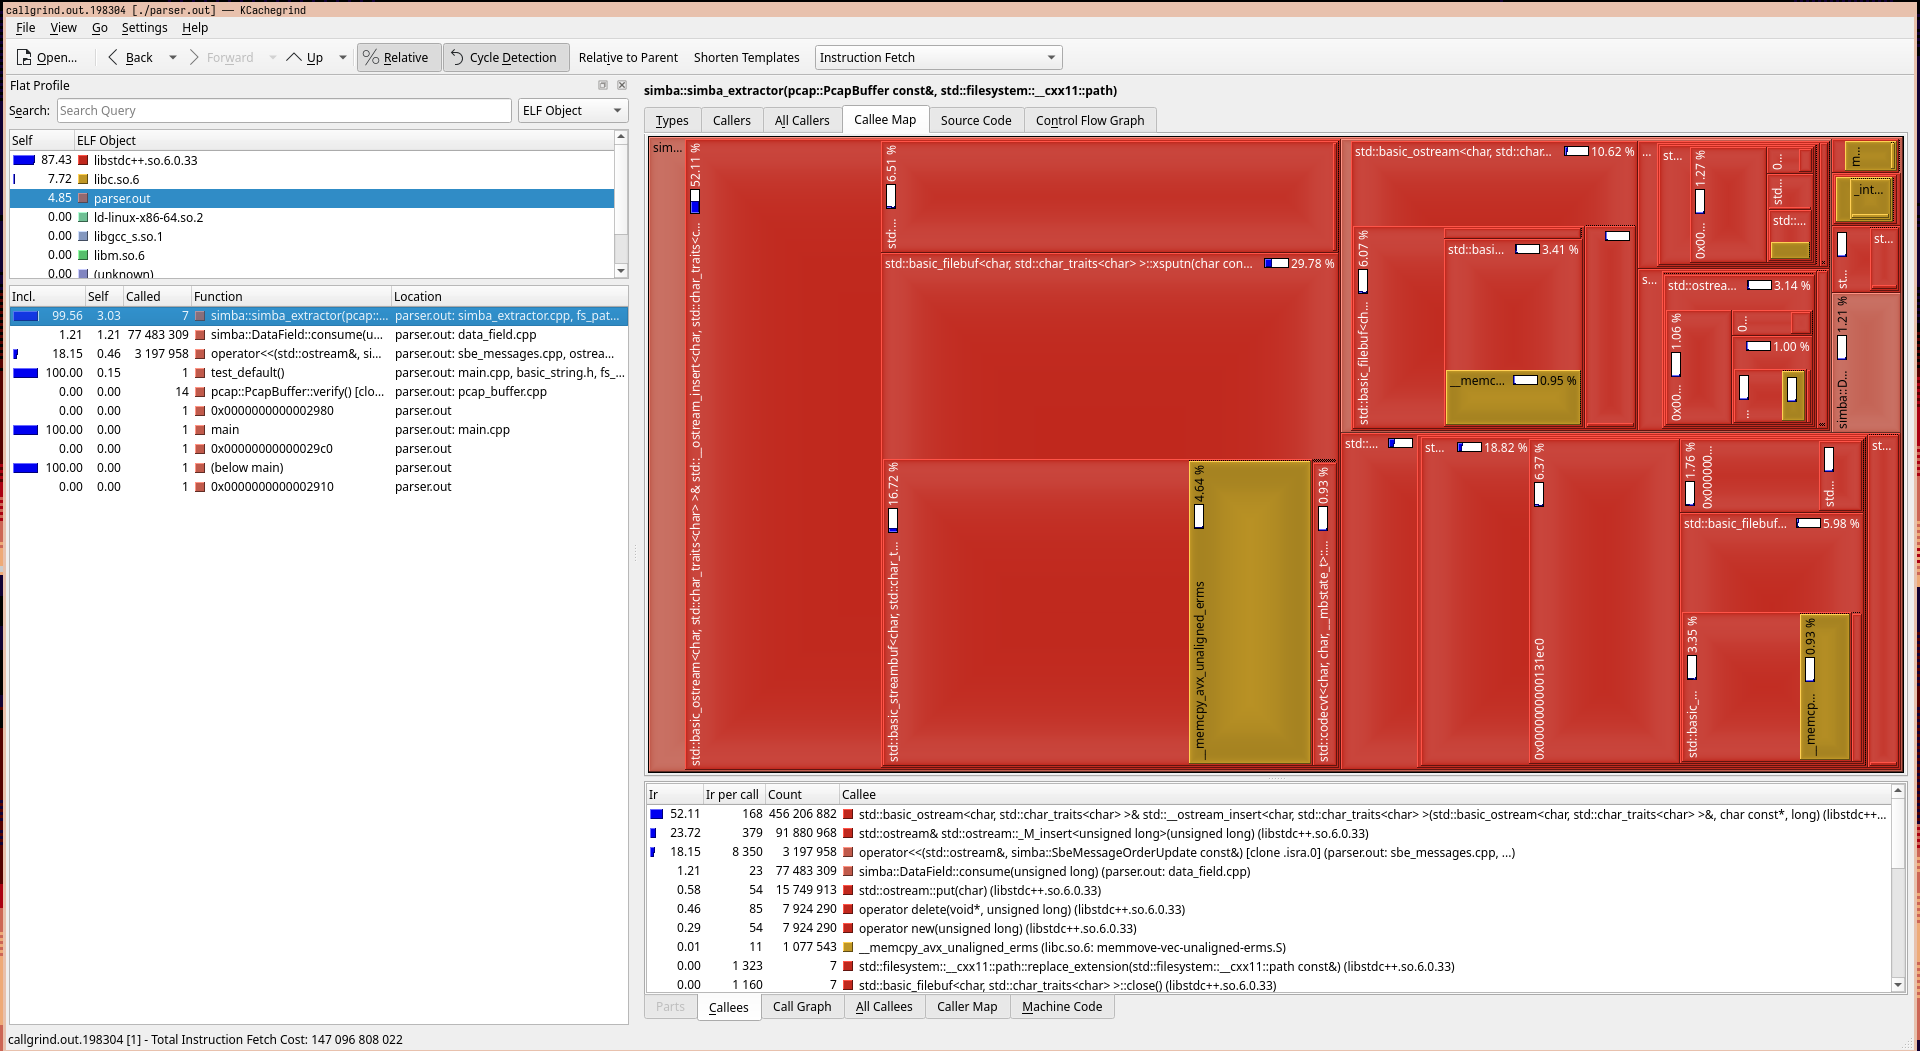 callgrind.out.198304 [./parser.out] — KCachegrind
File View Go Settings Help
Open... Back Forward Up Relative Cycle Detection Relative to Parent Shorten Templates Instruction Fetch
Flat Profile
Search: Search Query ELF Object
Self ELF Object
87.43 libstdc++.so.6.0.33
7.72 libc.so.6
4.85 parser.out
0.00 ld-linux-x86-64.so.2
0.00 libgcc_s.so.1
0.00 libm.so.6
0.00 (unknown)
Incl. Self Called Function Location
99.56 3.03 7 simba::simba_extractor(pcap::... parser.out: simba_extractor.cpp, fs_pat...
1.21 1.21 77 483 309 simba::DataField::consume(u... parser.out: data_field.cpp
18.15 0.46 3 197 958 operator<<(std::ostream&, si... parser.out: sbe_messages.cpp, ostrea...
100.00 0.15 1 test_default() parser.out: main.cpp, basic_string.h, fs_...
0.00 0.00 14 pcap::PcapBuffer::verify() [clo... parser.out: pcap_buffer.cpp
0.00 0.00 1 0x0000000000002980 parser.out
100.00 0.00 1 main parser.out: main.cpp
0.00 0.00 1 0x00000000000029c0 parser.out
100.00 0.00 1 (below main) parser.out
0.00 0.00 1 0x0000000000002910 parser.out
simba::simba_extractor(pcap::PcapBuffer const&, std::filesystem::__cxx11::path)
Types Callers All Callers Callee Map Source Code Control Flow Graph
sim...
std::basic_ostream<char, std::char_traits<char> >& std::__ostream_insert<char, std::char_traits<c... 52.11 %
std:... 6.51 %
std::basic_filebuf<char, std::char_traits<char> >::xsputn(char con... 29.78 %
std::basic_streambuf<char, std::char_t... 16.72 %
__memcpy_avx_unaligned_erms 4.64 %
std::codecvt<char, char, __mbstate_t>::... 0.93 %
std::basic_ostream<char, std::char... 10.62 %
std::basic_filebuf<ch... 6.07 %
std::basi... 3.41 %
__memc... 0.95 %
...
st...
0x00... 1.27 %
0...
std...
std::...
s...
std::ostrea... 3.14 %
0x00... 1.06 %
0...
1.00 %
...
m...
_int...
st...
st...
simba::D... 1.21 %
std::...
st... 18.82 %
0x0000000000131ec0 6.37 %
0x0000000... 1.76 %
std...
std::basic_filebuf... 5.98 %
std::basic_... 3.35 %
__memcp... 0.93 %
st...
Ir Ir per call Count Callee
52.11 168 456 206 882 std::basic_ostream<char, std::char_traits<char> >& std::__ostream_insert<char, std::char_traits<char> >(std::basic_ostream<char, std::char_traits<char> >&, char const*, long) (libstdc++...
23.72 379 91 880 968 std::ostream& std::ostream::_M_insert<unsigned long>(unsigned long) (libstdc++.so.6.0.33)
18.15 8 350 3 197 958 operator<<(std::ostream&, simba::SbeMessageOrderUpdate const&) [clone .isra.0] (parser.out: sbe_messages.cpp, ...)
1.21 23 77 483 309 simba::DataField::consume(unsigned long) (parser.out: data_field.cpp)
0.58 54 15 749 913 std::ostream::put(char) (libstdc++.so.6.0.33)
0.46 85 7 924 290 operator delete(void*, unsigned long) (libstdc++.so.6.0.33)
0.29 54 7 924 290 operator new(unsigned long) (libstdc++.so.6.0.33)
0.01 11 1 077 543 __memcpy_avx_unaligned_erms (libc.so.6: memmove-vec-unaligned-erms.S)
0.00 1 323 7 std::filesystem::__cxx11::path::replace_extension(std::filesystem::__cxx11::path const&) (libstdc++.so.6.0.33)
0.00 1 160 7 std::basic_filebuf<char, std::char_traits<char> >::close() (libstdc++.so.6.0.33)
Parts Callees Call Graph All Callees Caller Map Machine Code
callgrind.out.198304 [1] - Total Instruction Fetch Cost: 147 096 808 022